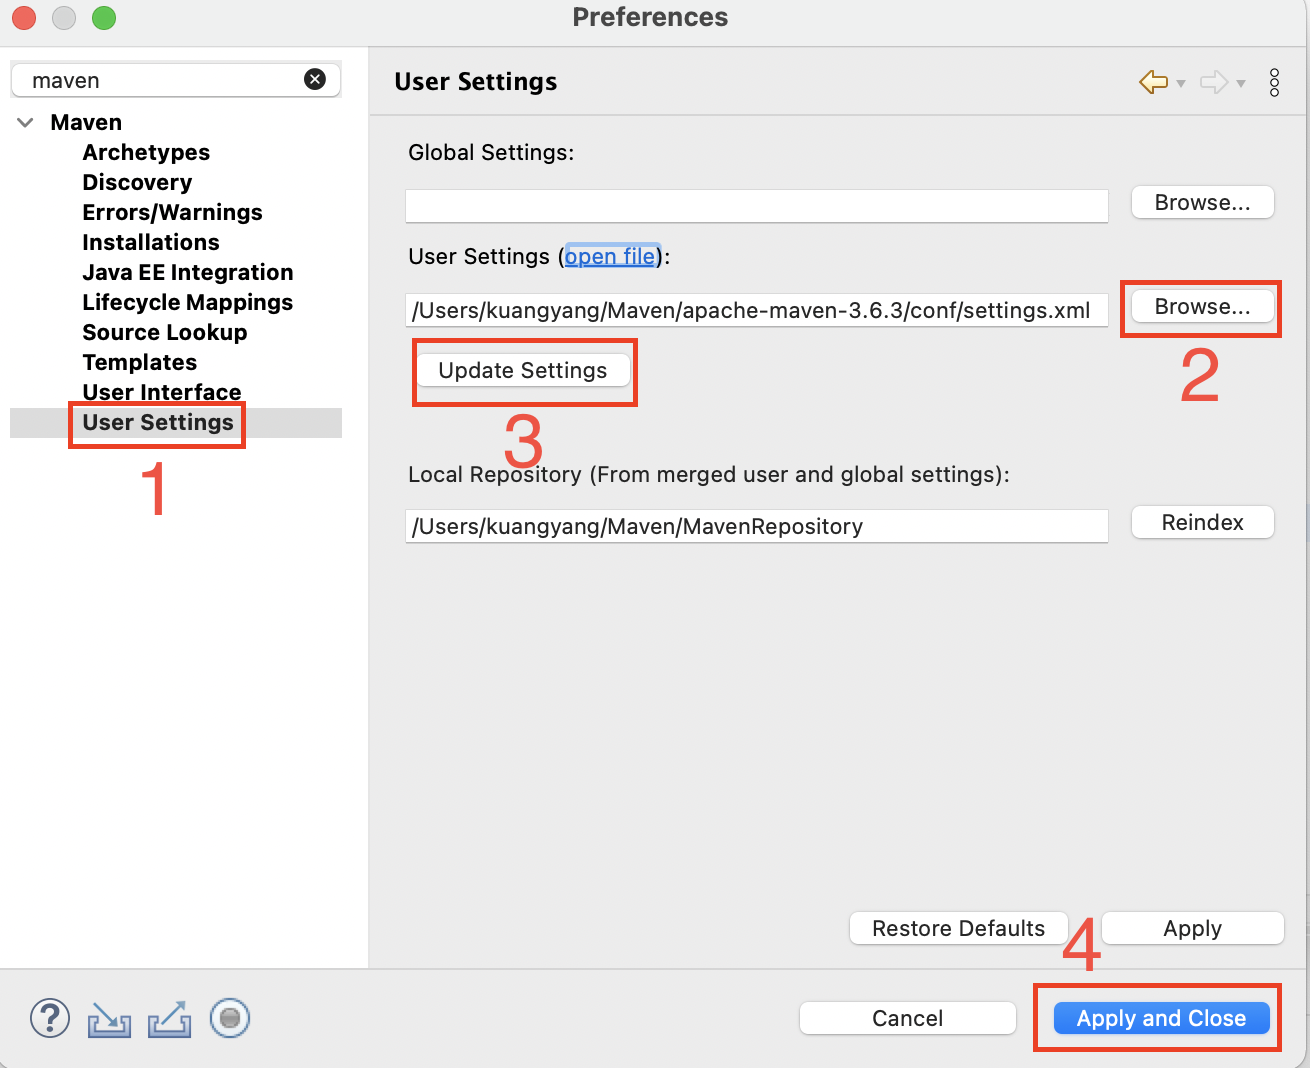 Preferences
maven
Maven
Archetypes
Discovery
Errors/Warnings
Installations
Java EE Integration
Lifecycle Mappings
Source Lookup
Templates
User Interface
User Settings
1
User Settings
Global Settings:
Browse...
User Settings (open file):
/Users/kuangyang/Maven/apache-maven-3.6.3/conf/settings.xml
Browse...
2
Update Settings
3
Local Repository (From merged user and global settings):
/Users/kuangyang/Maven/MavenRepository
Reindex
Restore Defaults
Apply
4
?
Cancel
Apply and Close